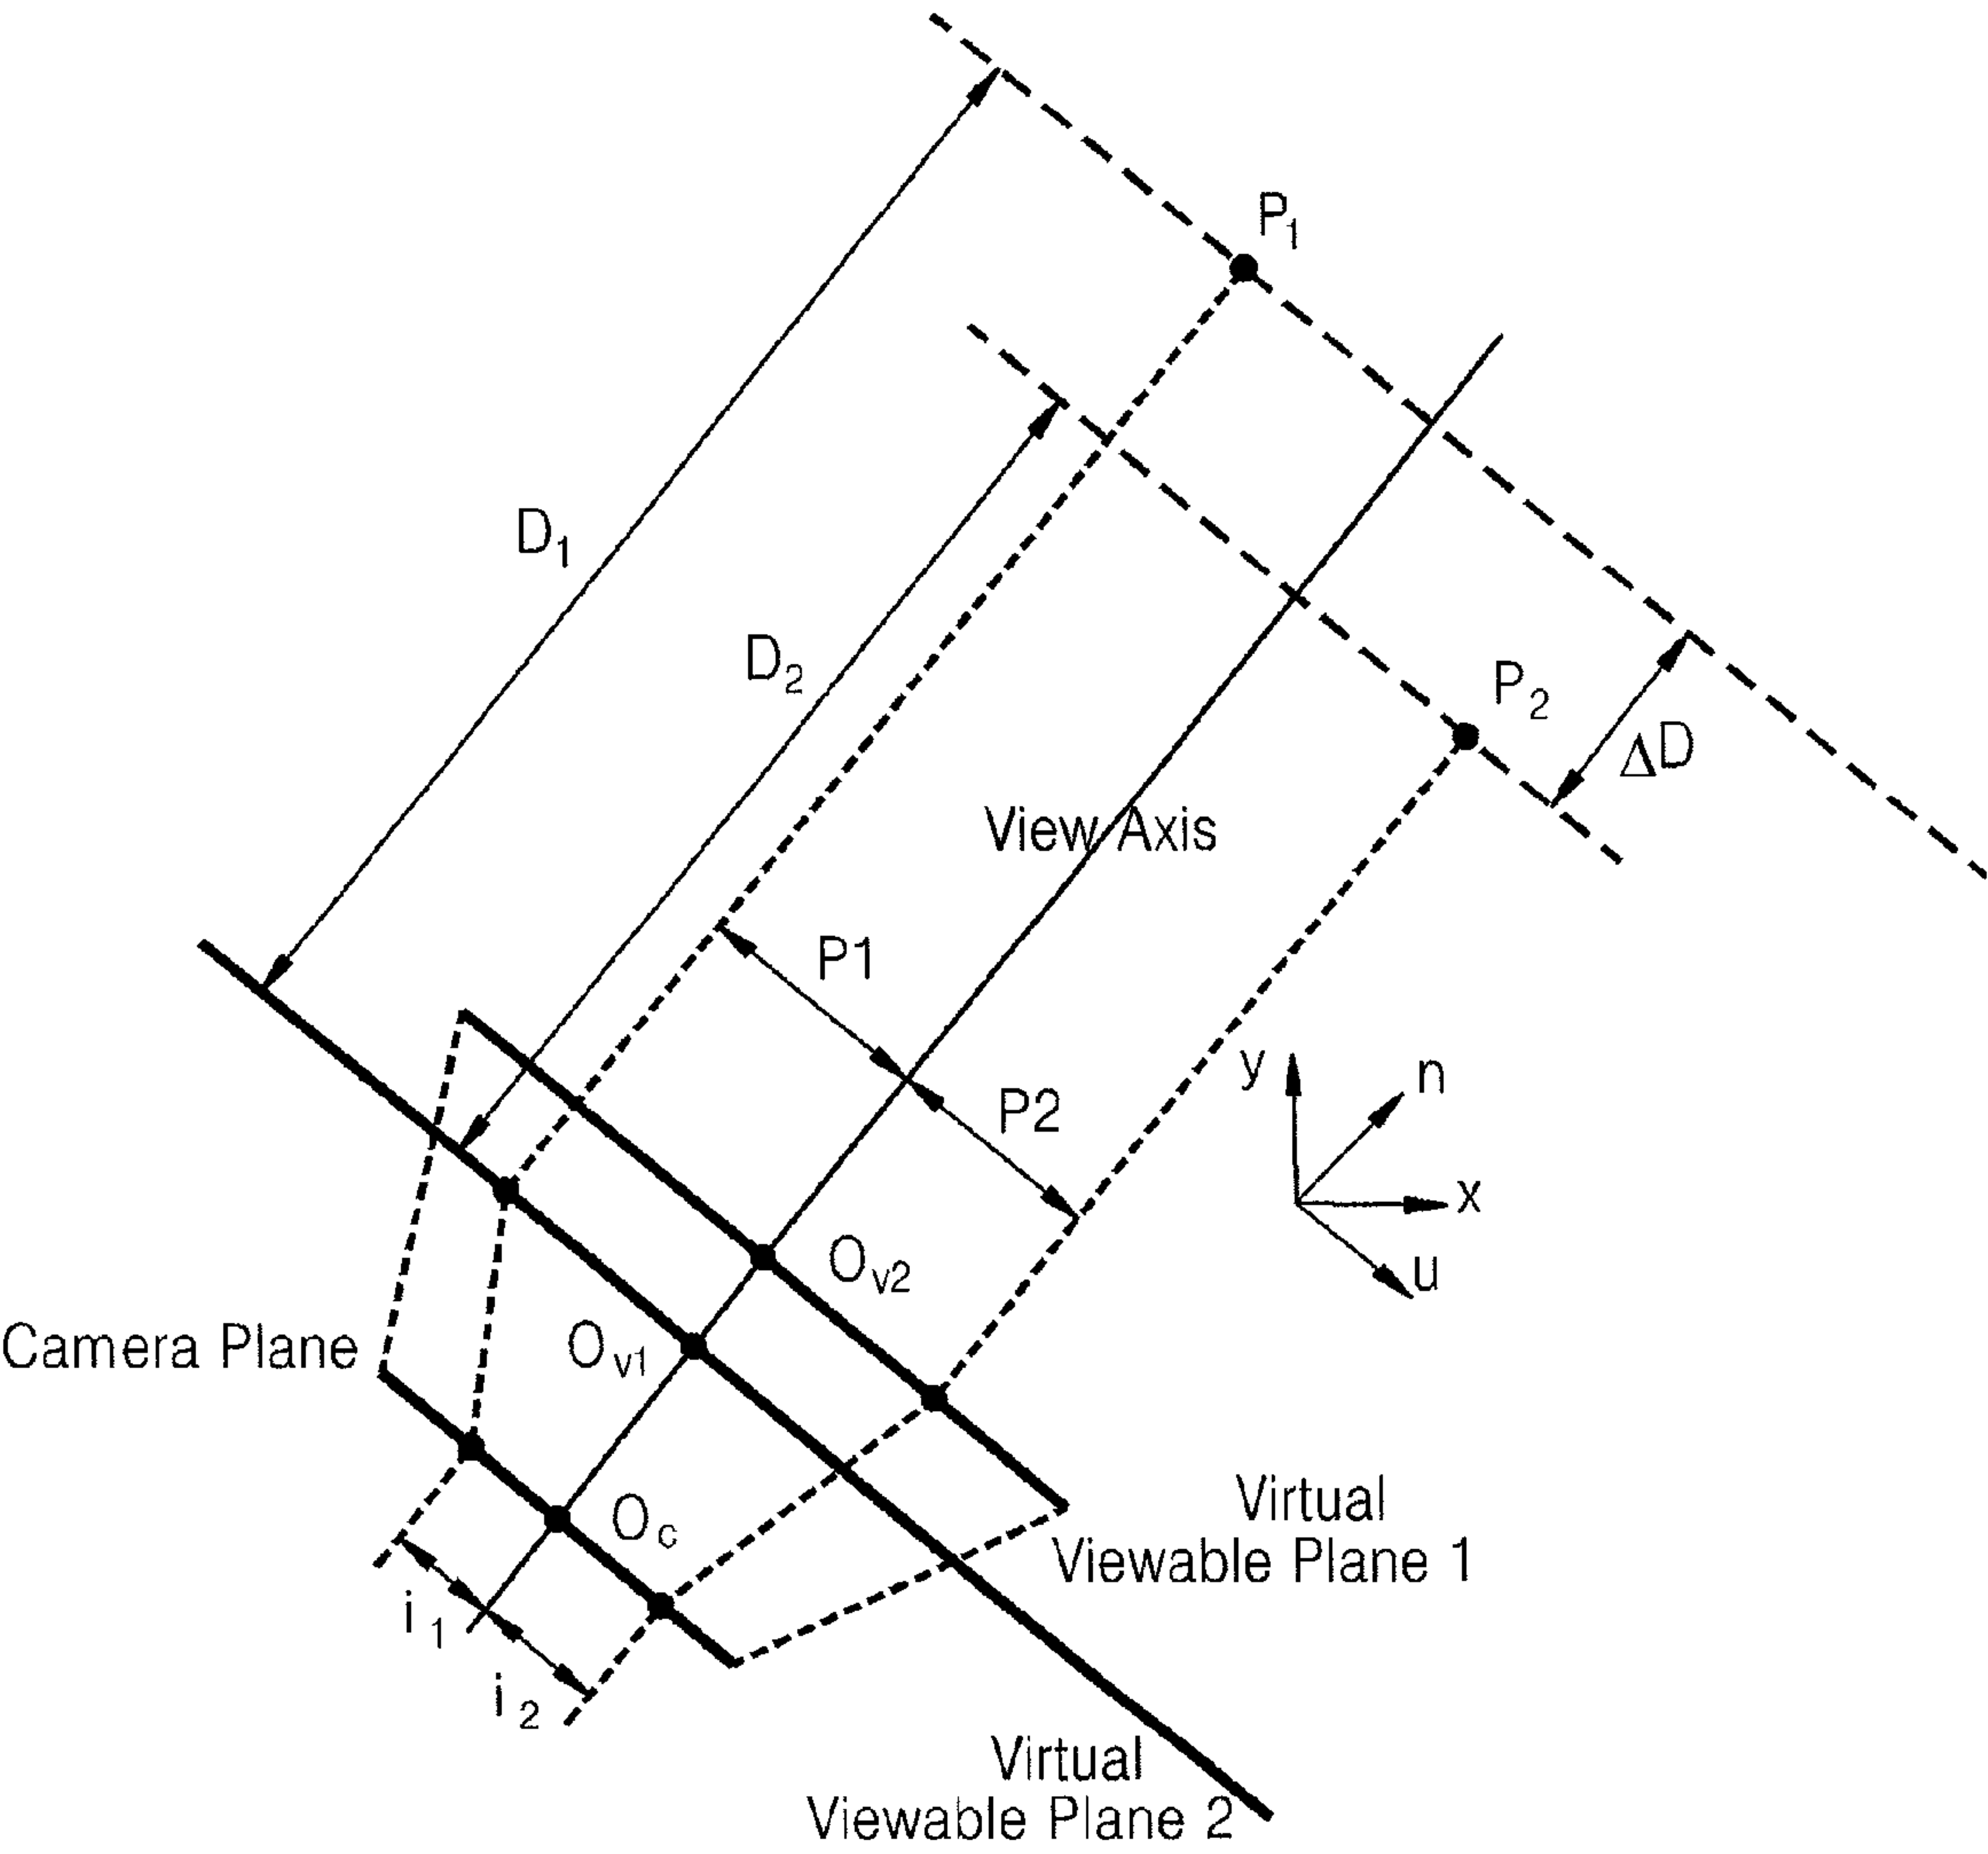 P1
D1
D2
P2
ΔD
View Axis
P1
P2
y
n
x
u
Ov2
Camera Plane
Ov1
Oc
Virtual
Viewable Plane 1
i1
i2
Virtual
Viewable Plane 2